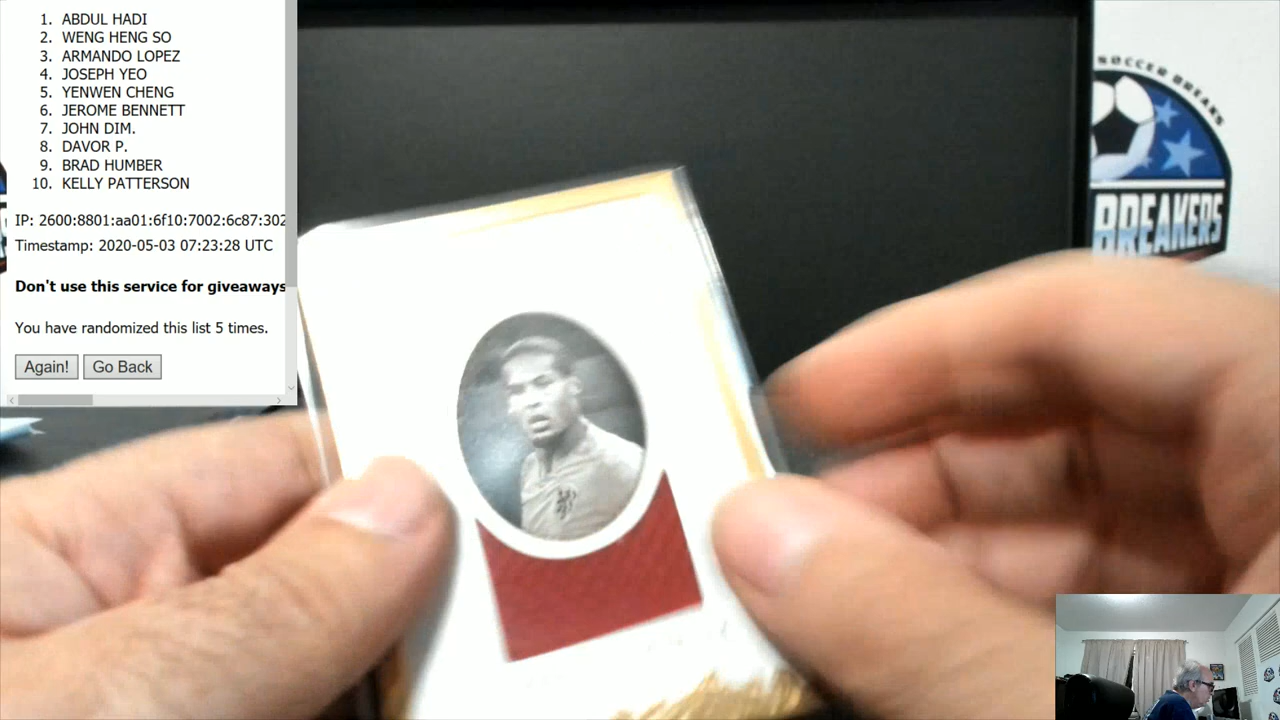 1. ABDUL HADI
2. WENG HENG SO
3. ARMANDO LOPEZ
4. JOSEPH YEO
5. YENWEN CHENG
6. JEROME BENNETT
7. JOHN DIM.
8. DAVOR P.
9. BRAD HUMBER
10. KELLY PATTERSON
IP: 2600:8801:aa01:6f10:7002:6c87:302
Timestamp: 2020-05-03 07:23:28 UTC
Don't use this service for giveaways
You have randomized this list 5 times.
Again! Go Back
SOCCER BREAKS
BREAKERS